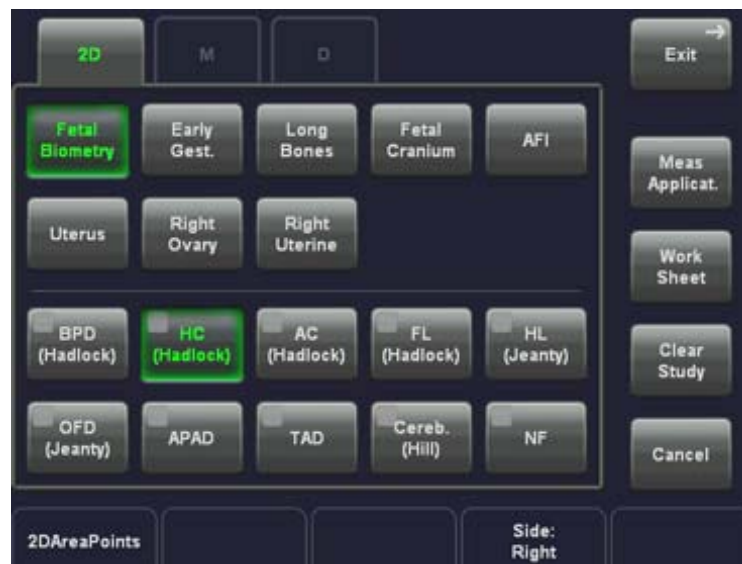 2D
M
D
Exit
Fetal
Biometry
Early
Gest.
Long
Bones
Fetal
Cranium
AFI
Meas
Applicat.
Uterus
Right
Ovary
Right
Uterine
Work
Sheet
BPD
(Hadlock)
HC
(Hadlock)
AC
(Hadlock)
FL
(Hadlock)
HL
(Jeanty)
Clear
Study
OFD
(Jeanty)
APAD
TAD
Cereb.
(Hill)
NF
Cancel
2DAreaPoints
Side:
Right